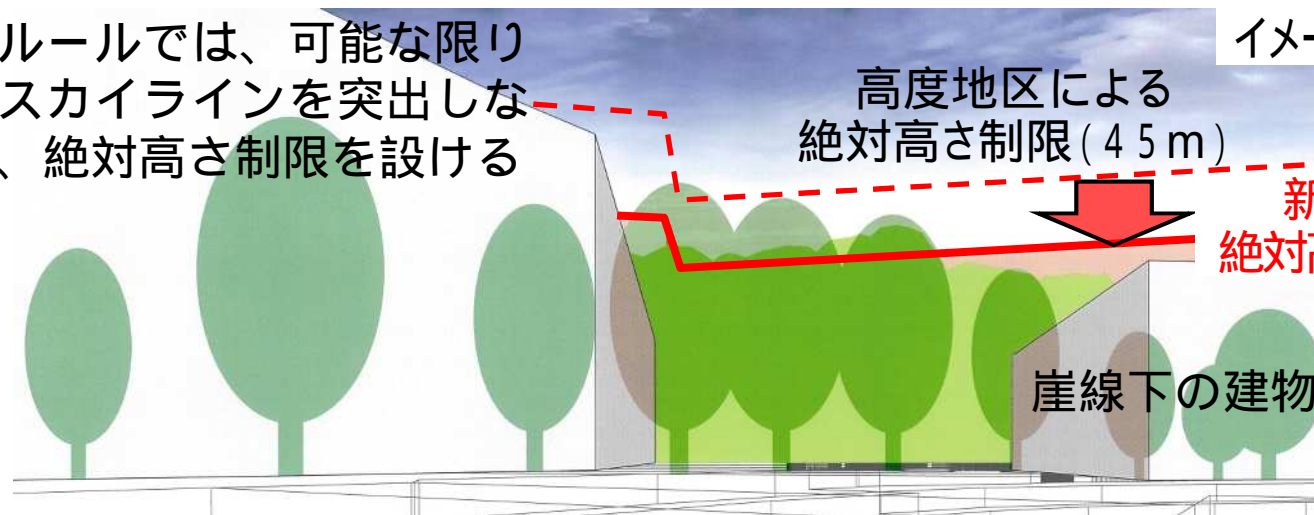 ルールでは、可能な限り
スカイラインを突出しな
、絶対高さ制限を設ける
イメー
高度地区による
絶対高さ制限(45m)
新
絶対高
崖線下の建物